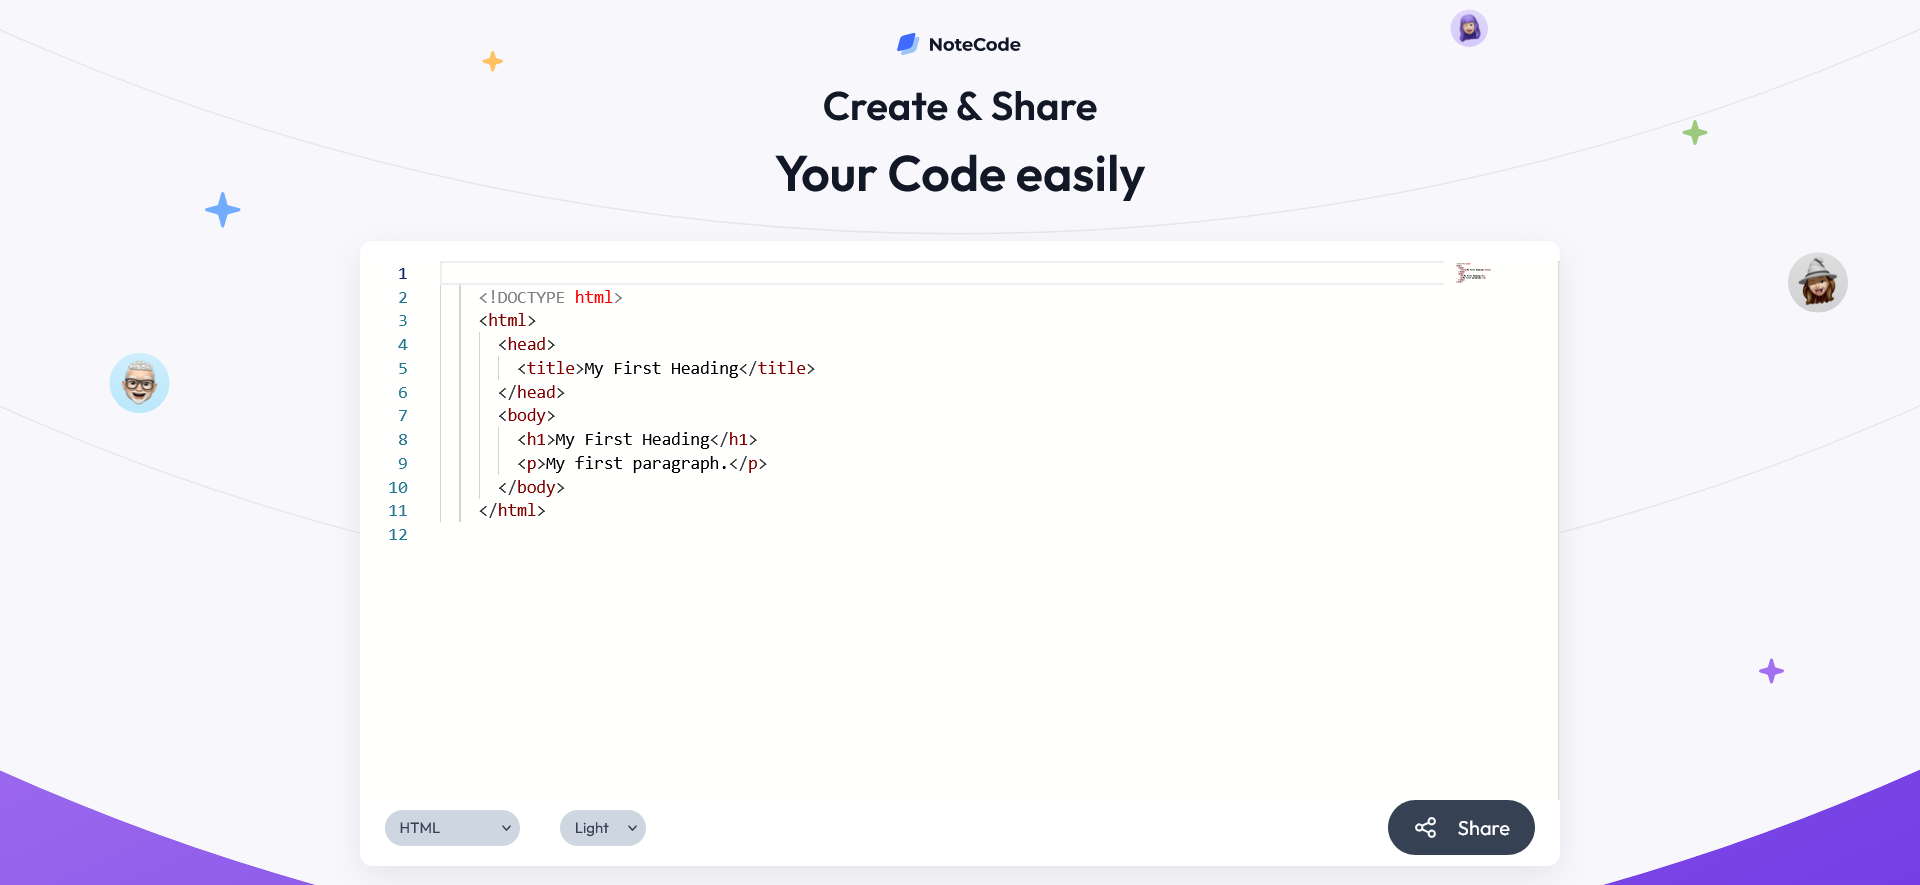 NoteCode
Create & Share
Your Code easily
1
2     <!DOCTYPE html>
3     <html>
4       <head>
5         <title>My First Heading</title>
6       </head>
7       <body>
8         <h1>My First Heading</h1>
9         <p>My first paragraph.</p>
10      </body>
11    </html>
12
HTML Light Share